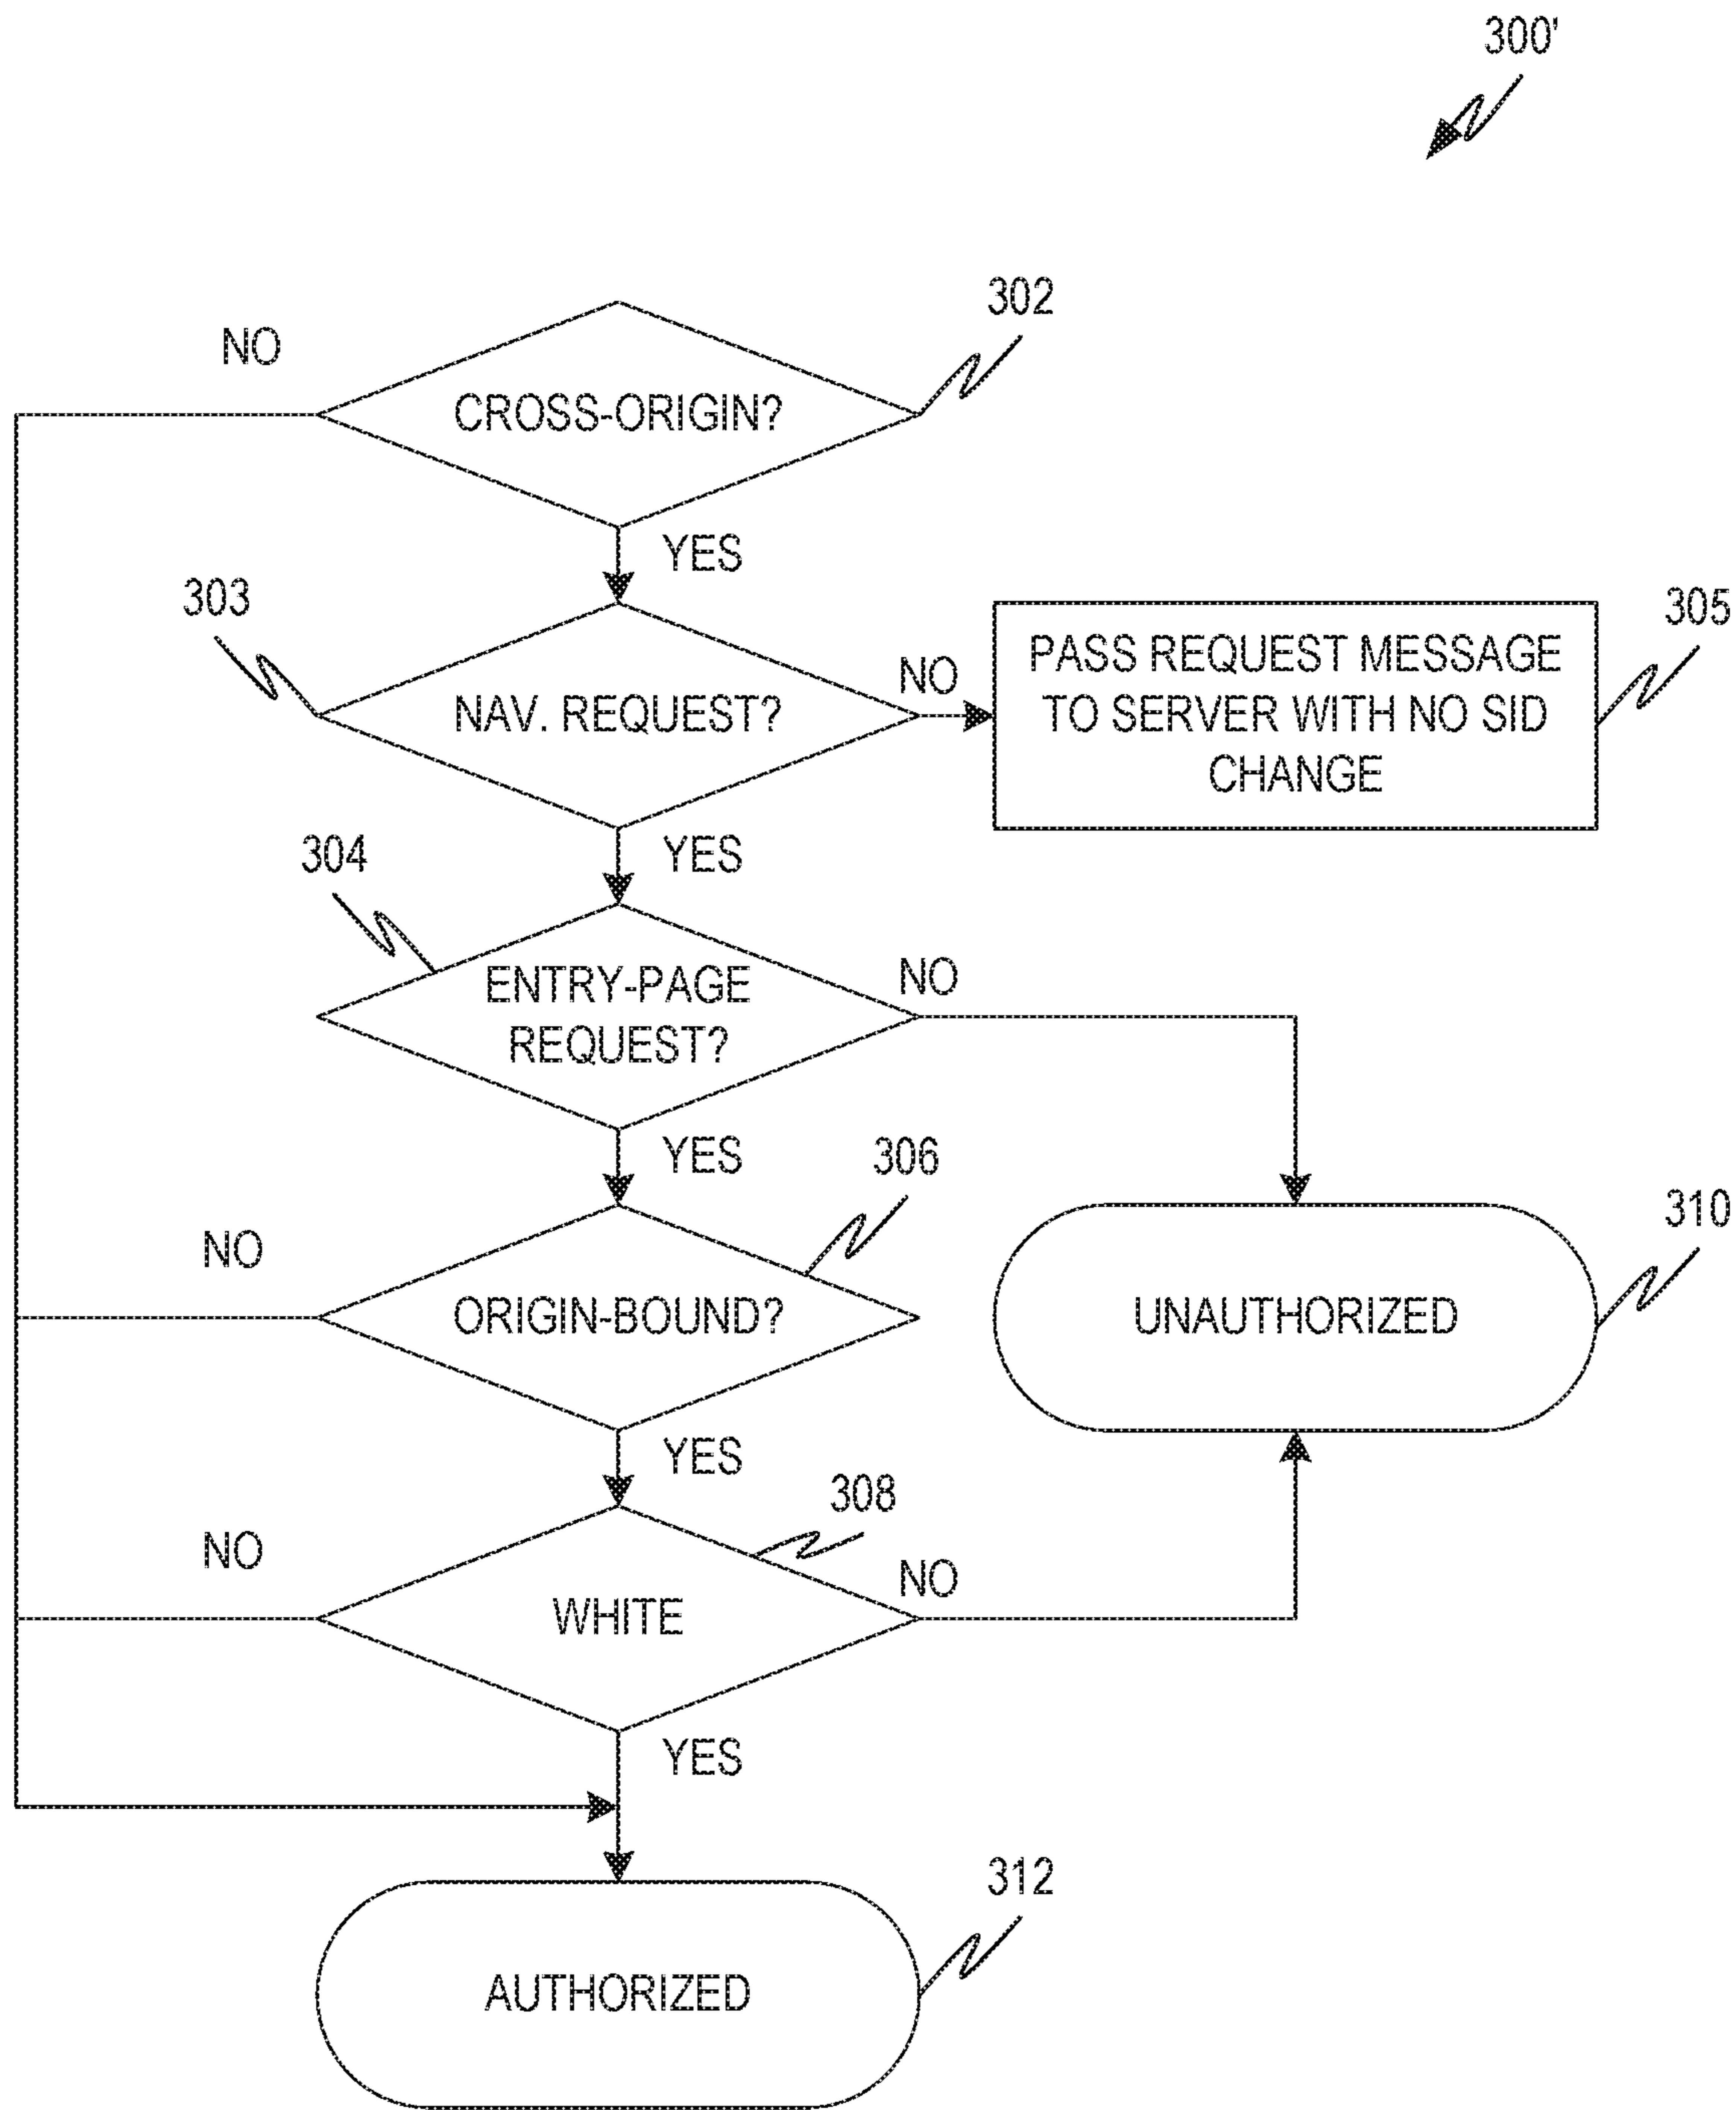 300'
302
NO
CROSS-ORIGIN?
YES
303
305
PASS REQUEST MESSAGE
TO SERVER WITH NO SID
CHANGE
NO
NAV. REQUEST?
YES
304
ENTRY-PAGE
REQUEST?
NO
YES
306
310
NO
ORIGIN-BOUND?
UNAUTHORIZED
YES
308
NO
NO
WHITE
YES
312
AUTHORIZED